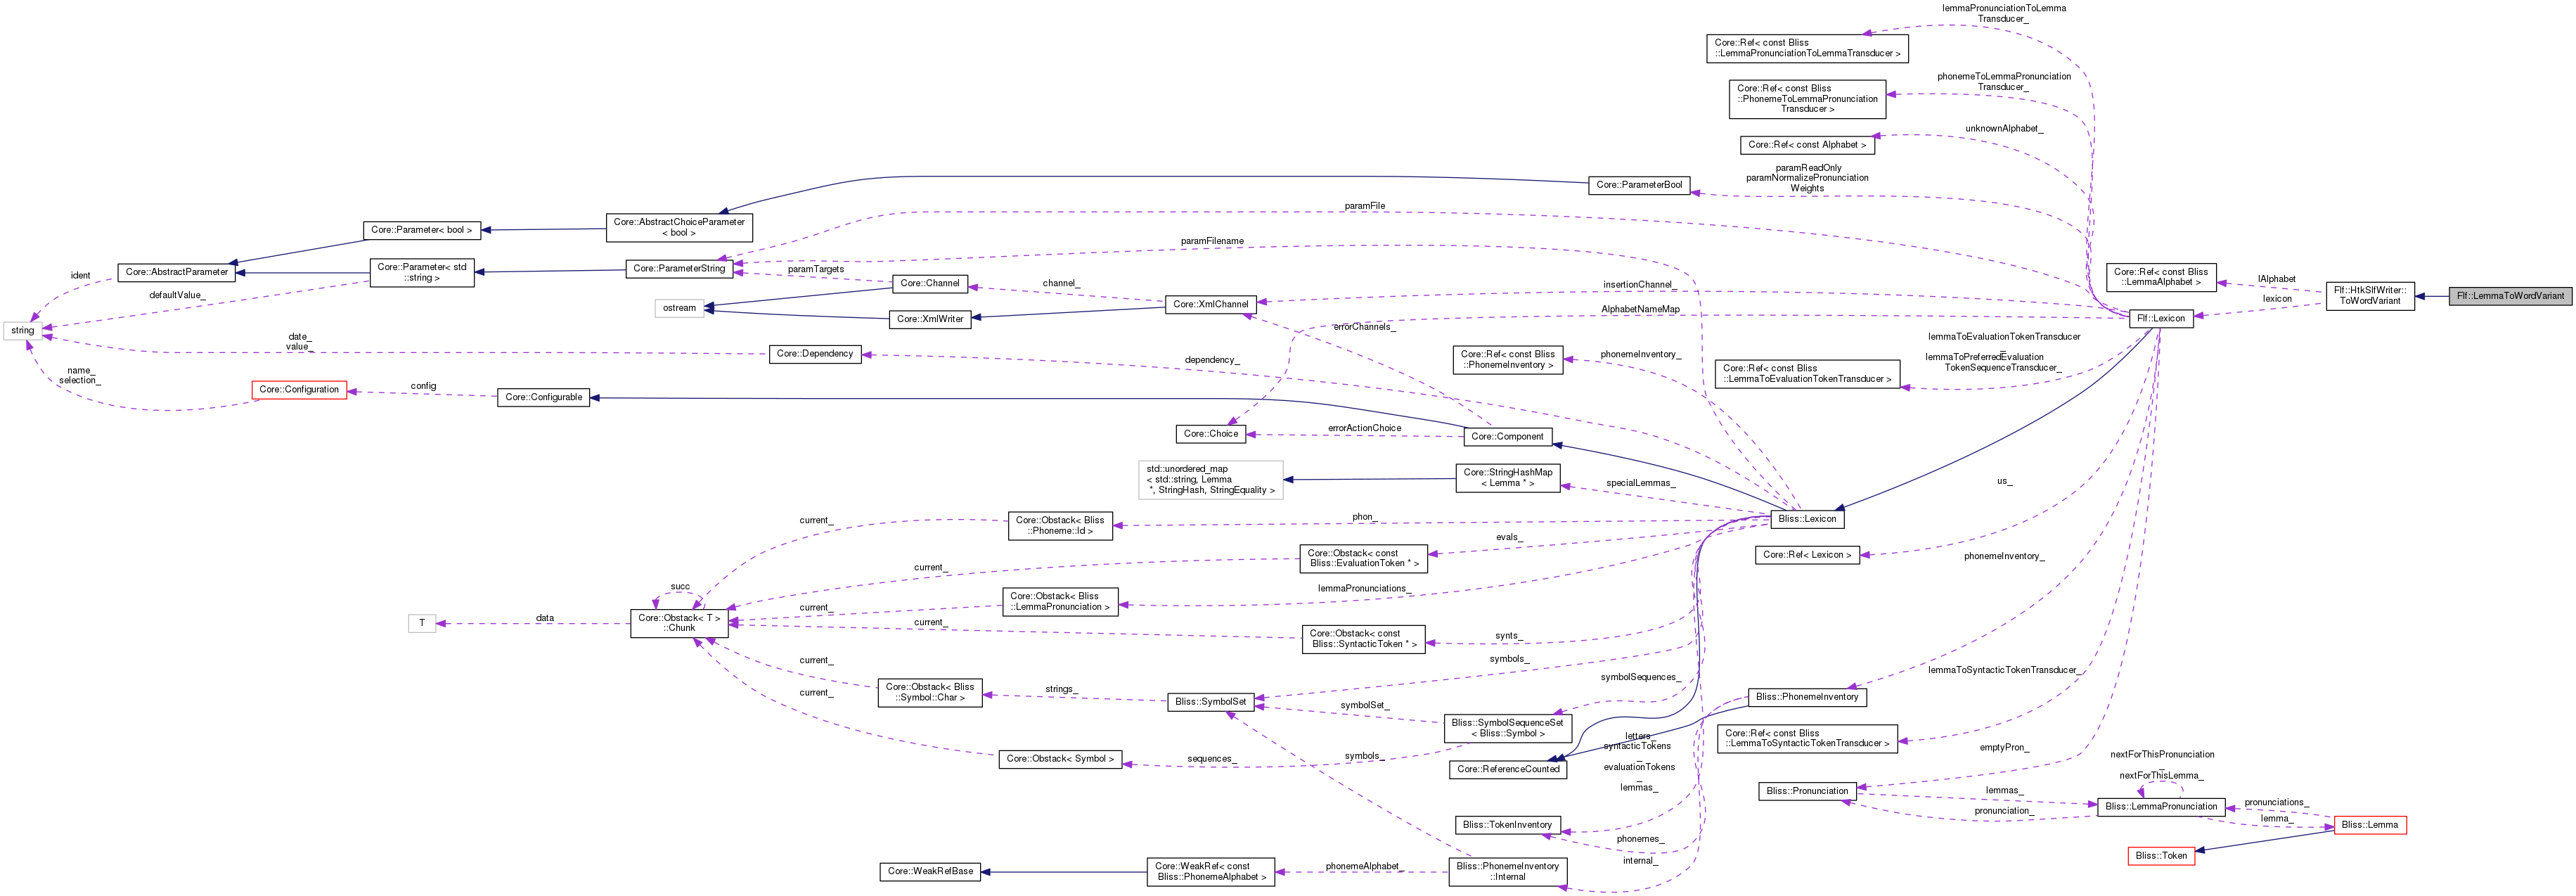 lemmaPronunciationToLemma
Transducer_
Core::Ref< const Bliss
::LemmaPronunciationToLemmaTransducer >
phonemeToLemmaPronunciation
Transducer_
Core::Ref< const Bliss
::PhonemeToLemmaPronunciation
Transducer >
unknownAlphabet_
Core::Ref< const Alphabet >
paramReadOnly
paramNormalizePronunciation
Weights
Core::ParameterBool
paramFile
Core::AbstractChoiceParameter
< bool >
Core::Parameter< bool >
paramFilename
Core::AbstractParameter
Core::Parameter< std
::string >
Core::ParameterString
paramTargets
ident
defaultValue_
Core::Channel
channel_
insertionChannel_
Core::Ref< const Bliss
::LemmaAlphabet >
lAlphabet
Flf::HtkSlfWriter::
ToWordVariant
Flf::LemmaToWordVariant
lexicon
ostream
Core::XmlWriter
Core::XmlChannel
AlphabetNameMap
Flf::Lexicon
string
errorChannels_
date_
value_
Core::Dependency
dependency_
Core::Ref< const Bliss
::PhonemeInventory >
phonemeInventory_
lemmaToEvaluationTokenTransducer
_
lemmaToPreferredEvaluation
TokenSequenceTransducer_
Core::Ref< const Bliss
::LemmaToEvaluationTokenTransducer >
name_
selection_
Core::Configuration
config
Core::Configurable
Core::Choice
errorActionChoice
Core::Component
std::unordered_map
< std::string, Lemma
*, StringHash, StringEquality >
Core::StringHashMap
< Lemma * >
specialLemmas_
us_
Core::Obstack< Bliss
::Phoneme::Id >
current_
phon_
Bliss::Lexicon
evals_
Core::Obstack< const
Bliss::EvaluationToken * >
current_
Core::Ref< Lexicon >
phonemeInventory_
succ
Core::Obstack< Bliss
::LemmaPronunciation >
lemmaPronunciations_
current_
T
data
Core::Obstack< T >
::Chunk
current_
Core::Obstack< const
Bliss::SyntacticToken * >
synts_
current_
Core::Obstack< Bliss
::Symbol::Char >
strings_
Bliss::SymbolSet
symbols_
symbolSequences_
lemmaToSyntacticTokenTransducer_
Bliss::PhonemeInventory
current_
symbolSet_
Bliss::SymbolSequenceSet
< Bliss::Symbol >
Core::Ref< const Bliss
::LemmaToSyntacticTokenTransducer >
Core::Obstack< Symbol >
sequences_
symbols_
letters_
syntacticTokens
_
evaluationTokens
_
lemmas_
Core::ReferenceCounted
emptyPron_
nextForThisPronunciation
_
nextForThisLemma_
Bliss::Pronunciation
lemmas_
pronunciation_
Bliss::LemmaPronunciation
pronunciations_
lemma_
Bliss::Lemma
Bliss::TokenInventory
phonemes_
Bliss::Token
internal_
Core::WeakRefBase
Core::WeakRef< const
Bliss::PhonemeAlphabet >
phonemeAlphabet_
Bliss::PhonemeInventory
::Internal